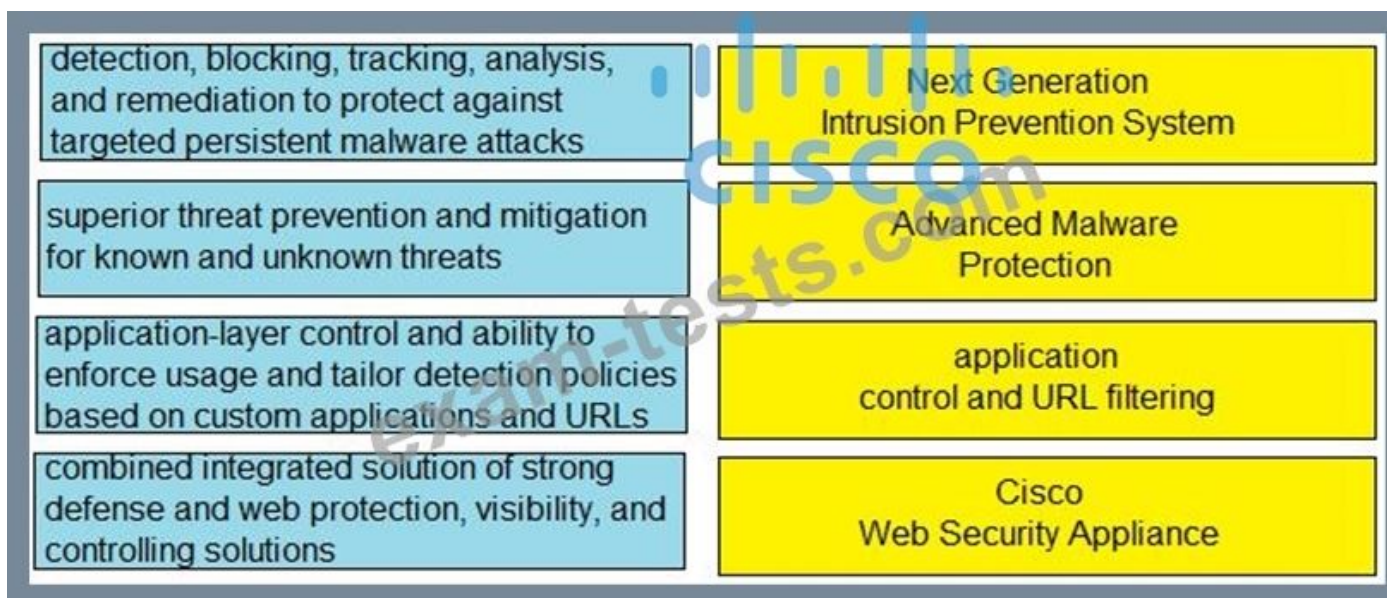 detection, blocking, tracking, analysis,
and remediation to protect against
targeted persistent malware attacks
Next Generation
Intrusion Prevention System
superior threat prevention and mitigation
for known and unknown threats
Advanced Malware
Protection
application-layer control and ability to
enforce usage and tailor detection policies
based on custom applications and URLs
application
control and URL filtering
combined integrated solution of strong
defense and web protection, visibility, and
controlling solutions
Cisco
Web Security Appliance
CISCO
exam-tests.com